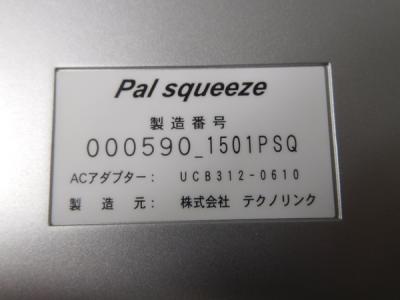 Pal squeeze
製造番号
000590_1501PSQ
ACアダプター： UCB312-0610
製造元： 株式会社 テクノリンク